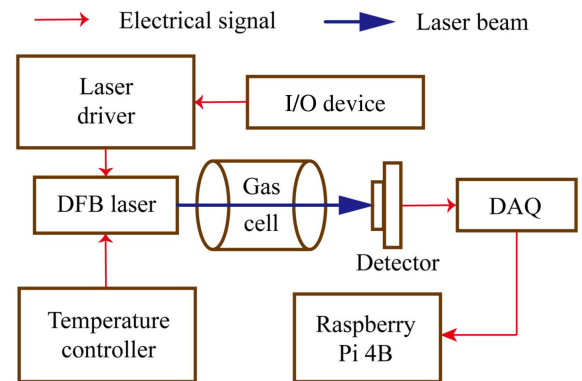 Electrical signal
Laser beam
Laser
driver
I/O device
DFB laser
Gas
cell
DAQ
Detector
Temperature
controller
Raspberry
Pi 4B